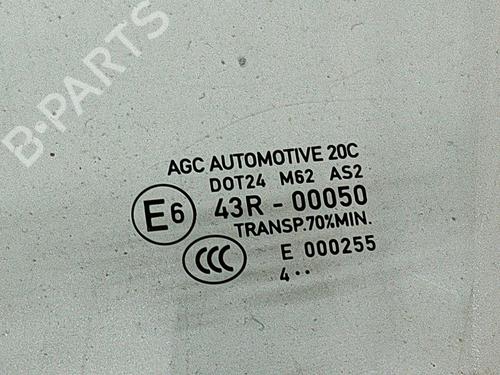 B-PARTS
AGC AUTOMOTIVE 20C
DOT24 M62 AS2
E6 43R - 00050
TRANSP.70%MIN.
CCC E 000255
4..